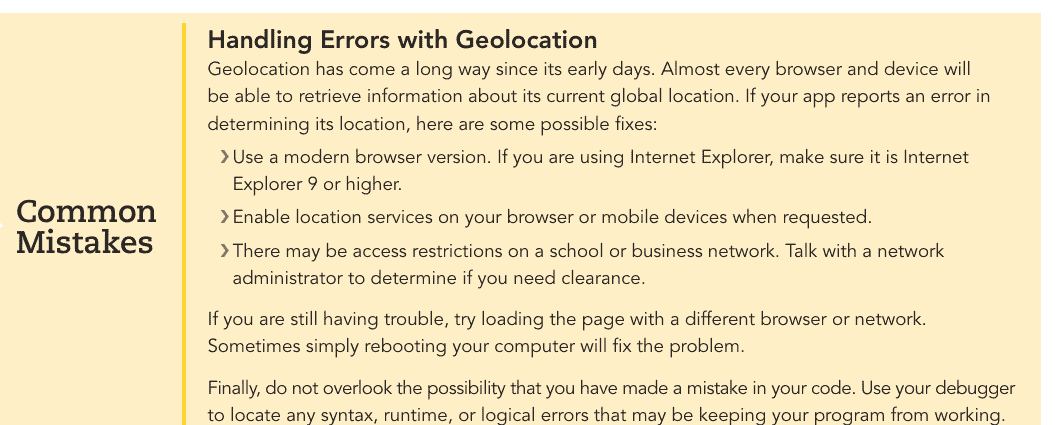 Common
Mistakes
Handling Errors with Geolocation
Geolocation has come a long way since its early days. Almost every browser and device will
be able to retrieve information about its current global location. If your app reports an error in
determining its location, here are some possible fixes:
❯ Use a modern browser version. If you are using Internet Explorer, make sure it is Internet
Explorer 9 or higher.
❯ Enable location services on your browser or mobile devices when requested.
❯ There may be access restrictions on a school or business network. Talk with a network
administrator to determine if you need clearance.
If you are still having trouble, try loading the page with a different browser or network.
Sometimes simply rebooting your computer will fix the problem.
Finally, do not overlook the possibility that you have made a mistake in your code. Use your debugger
to locate any syntax, runtime, or logical errors that may be keeping your program from working.